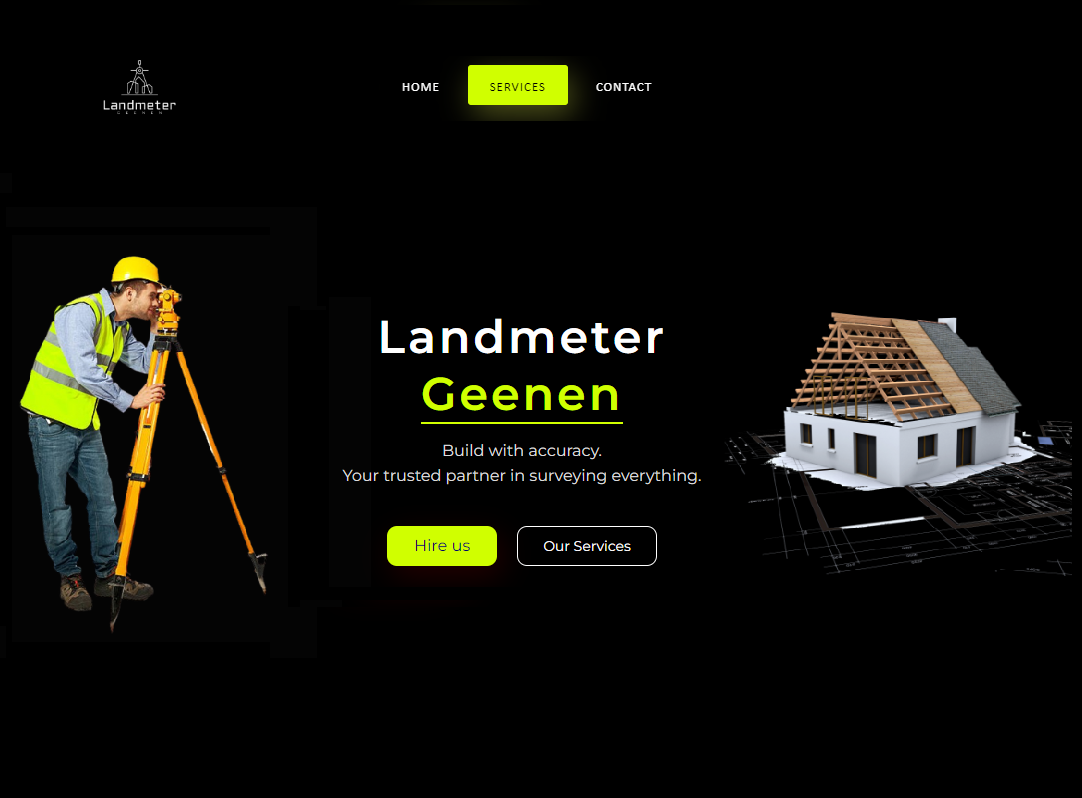 Landmeter
GEENEN
HOME
SERVICES
CONTACT
Landmeter
Geenen
Build with accuracy.
Your trusted partner in surveying everything.
Hire us
Our Services